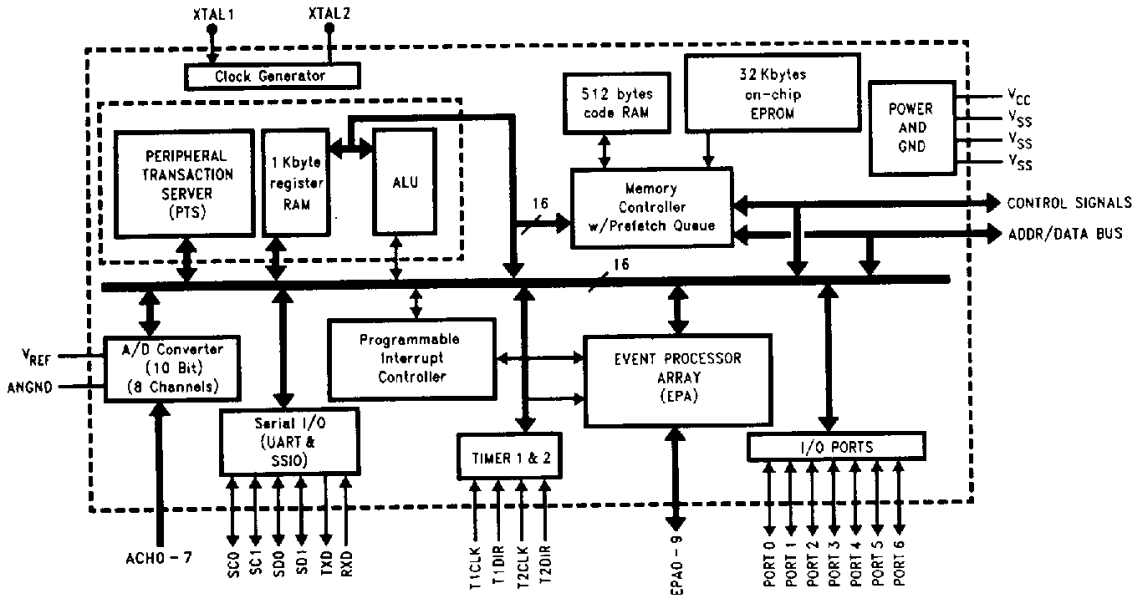 XTAL1
XTAL2
Clock Generator
512 bytes
code RAM
32 Kbytes
on-chip
EPROM
POWER
AND
GND
VCC
VSS
VSS
VSS
PERIPHERAL
TRANSACTION
SERVER
(PTS)
1 Kbyte
register
RAM
ALU
16
Memory
Controller
w/Prefetch Queue
CONTROL SIGNALS
ADDR/DATA BUS
16
VREF
ANGND
A/D Converter
(10 Bit)
(8 Channels)
Programmable
Interrupt
Controller
EVENT PROCESSOR
ARRAY
(EPA)
Serial I/O
(UART &
SSIO)
TIMER 1 & 2
I/O PORTS
ACH0-7
SC0
SC1
SD0
SD1
TXD
RXD
T1CLK
T1DIR
T2CLK
T2DIR
EPA0-9
PORT 0
PORT 1
PORT 2
PORT 3
PORT 4
PORT 5
PORT 6